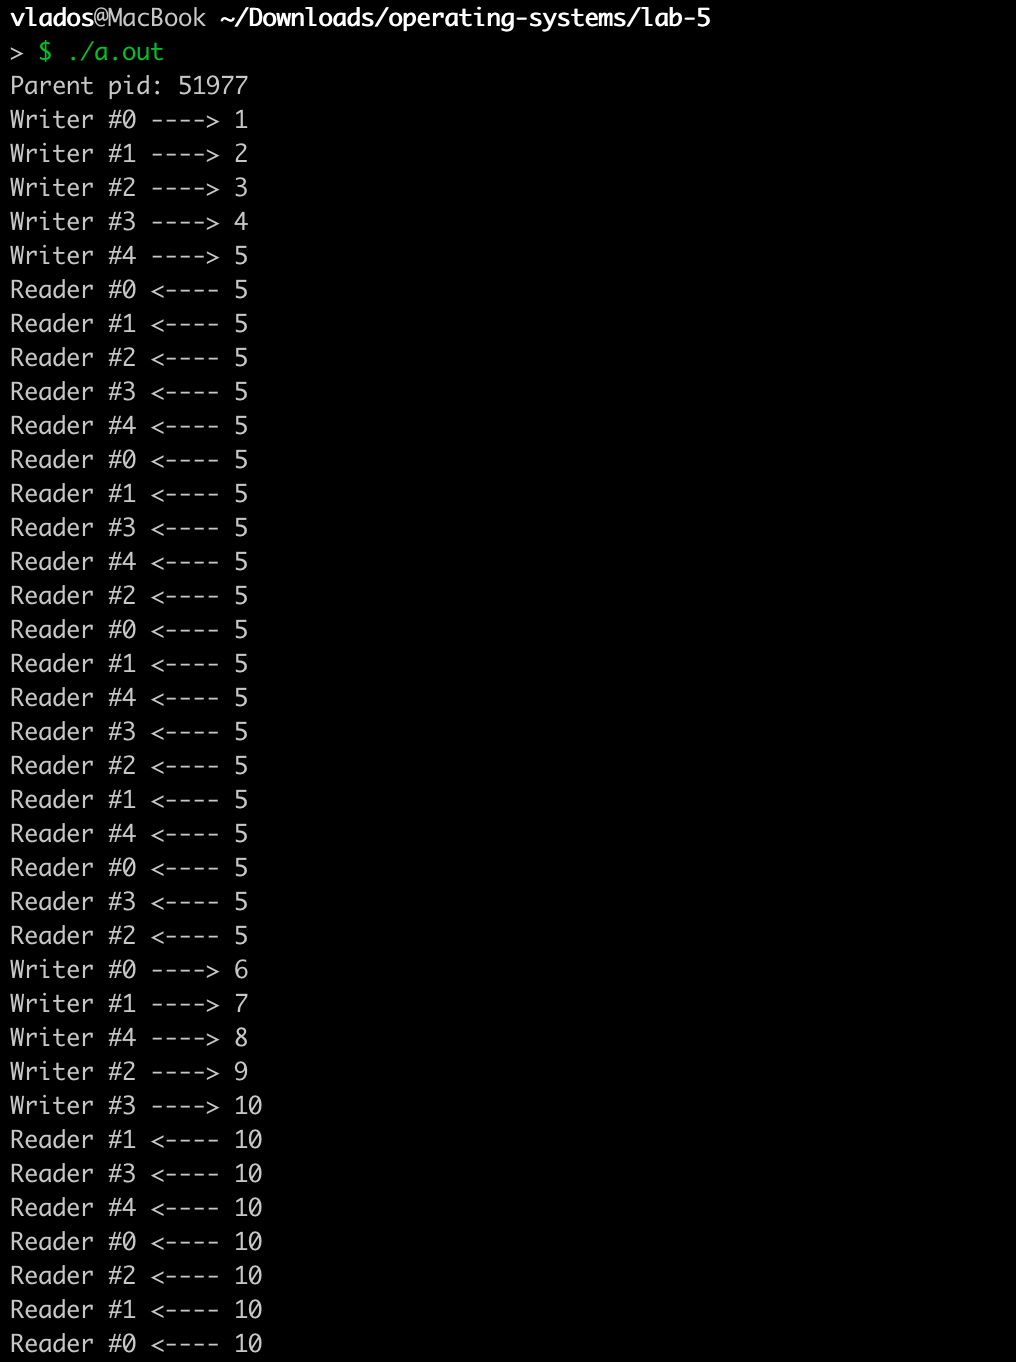 vlados@MacBook ~/Downloads/operating-systems/lab-5
> $ ./a.out
Parent pid: 51977
Writer #0 ----> 1
Writer #1 ----> 2
Writer #2 ----> 3
Writer #3 ----> 4
Writer #4 ----> 5
Reader #0 <---- 5
Reader #1 <---- 5
Reader #2 <---- 5
Reader #3 <---- 5
Reader #4 <---- 5
Reader #0 <---- 5
Reader #1 <---- 5
Reader #3 <---- 5
Reader #4 <---- 5
Reader #2 <---- 5
Reader #0 <---- 5
Reader #1 <---- 5
Reader #4 <---- 5
Reader #3 <---- 5
Reader #2 <---- 5
Reader #1 <---- 5
Reader #4 <---- 5
Reader #0 <---- 5
Reader #3 <---- 5
Reader #2 <---- 5
Writer #0 ----> 6
Writer #1 ----> 7
Writer #4 ----> 8
Writer #2 ----> 9
Writer #3 ----> 10
Reader #1 <---- 10
Reader #3 <---- 10
Reader #4 <---- 10
Reader #0 <---- 10
Reader #2 <---- 10
Reader #1 <---- 10
Reader #0 <---- 10